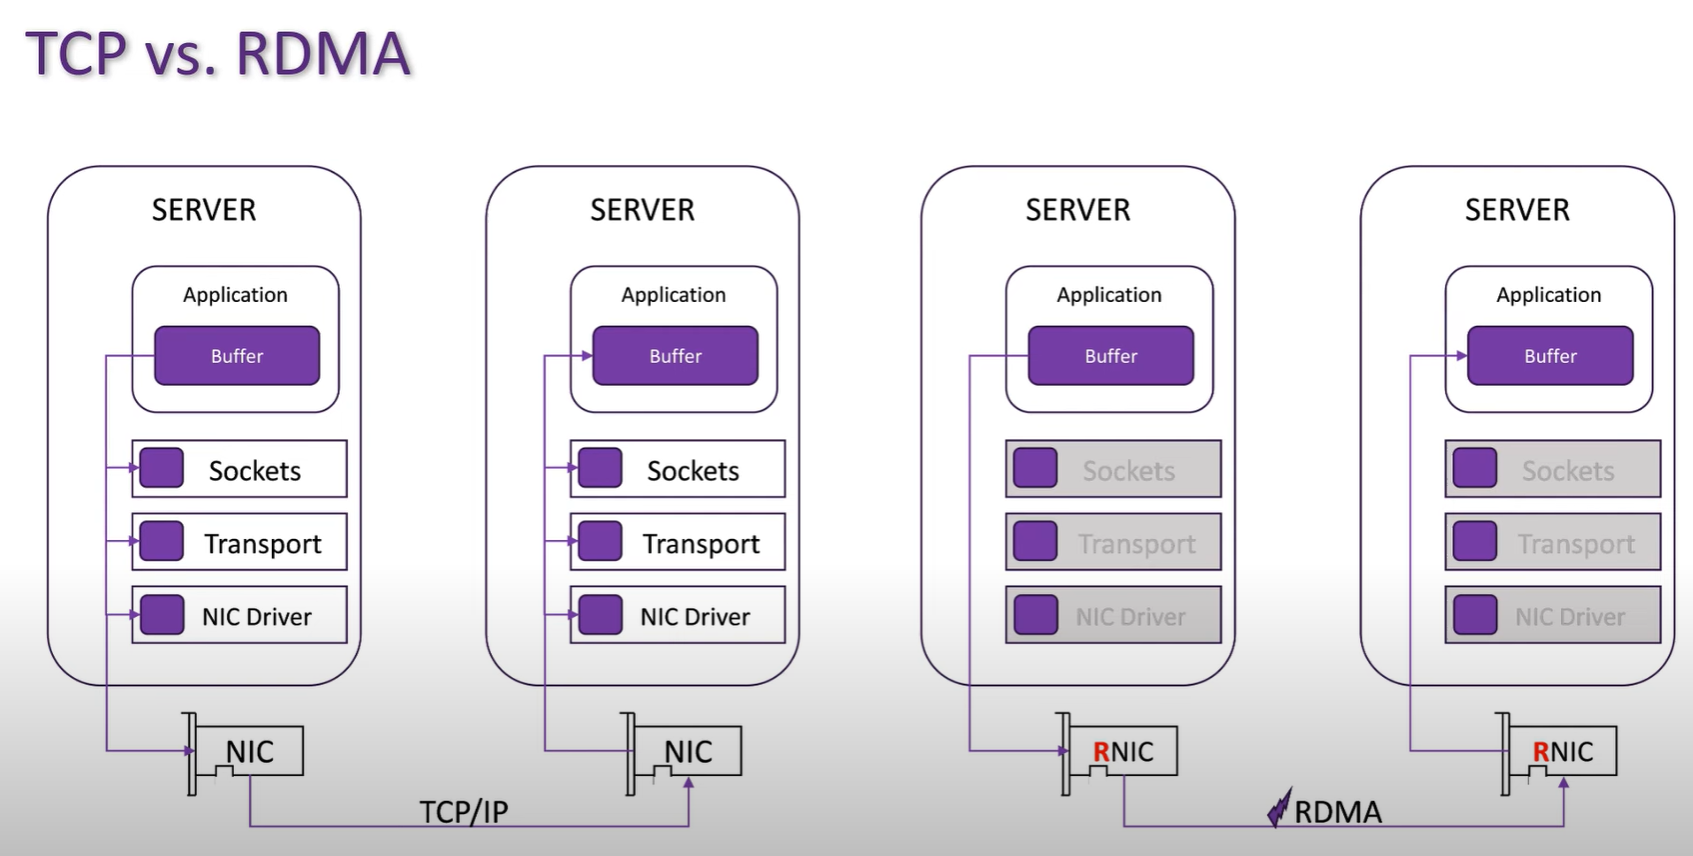 TCP vs. RDMA
SERVER
Application
Buffer
Sockets
Transport
NIC Driver
NIC
SERVER
Application
Buffer
Sockets
Transport
NIC Driver
NIC
TCP/IP
SERVER
Application
Buffer
Sockets
Transport
NIC Driver
RNIC
SERVER
Application
Buffer
Sockets
Transport
NIC Driver
RNIC
RDMA